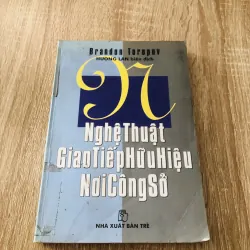 Brandon Toropov
HƯƠNG LAN biên dịch
N
Nghệ Thuật
Giao Tiếp Hữu Hiệu
Nơi Công Sở
NHÀ XUẤT BẢN TRẺ